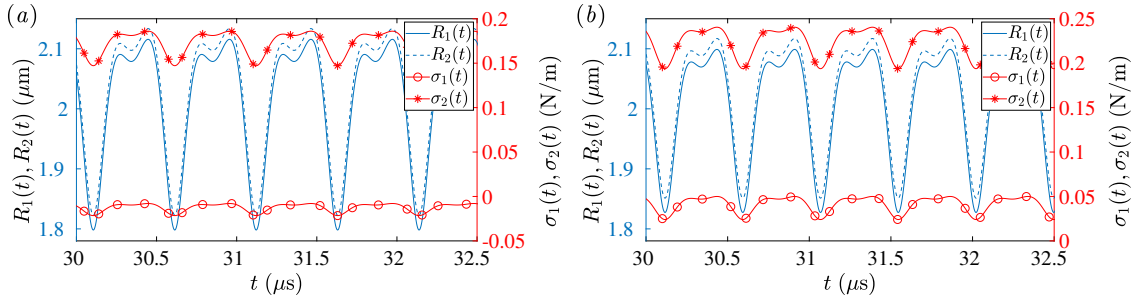 (a)
2.1
2
1.9
1.8
R₁(t), R₂(t) (μm)
30
30.5
31
31.5
32
32.5
t (μs)
0.2
0.15
0.1
0.05
0
-0.05
σ₁(t), σ₂(t) (N/m)
R₁(t)
R₂(t)
σ₁(t)
σ₂(t)
(b)
2.1
2
1.9
1.8
R₁(t), R₂(t) (μm)
30
30.5
31
31.5
32
32.5
t (μs)
0.25
0.2
0.15
0.1
0.05
0
σ₁(t), σ₂(t) (N/m)
R₁(t)
R₂(t)
σ₁(t)
σ₂(t)